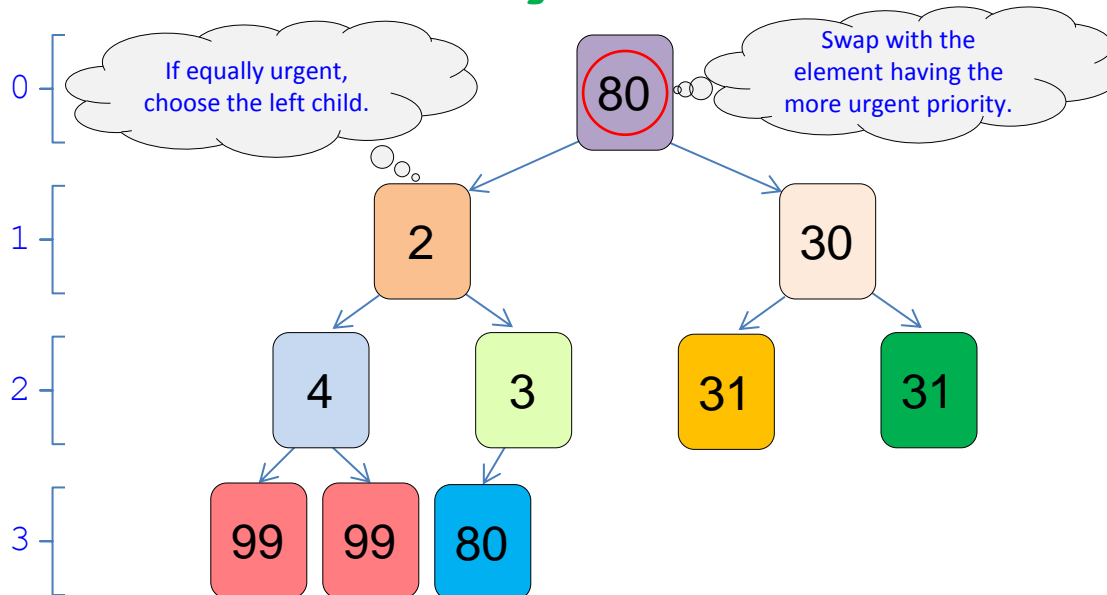 If equally urgent,
choose the left child.
Swap with the
element having the
more urgent priority.
0
80
1
2
30
2
4
3
31
31
3
99
99
80